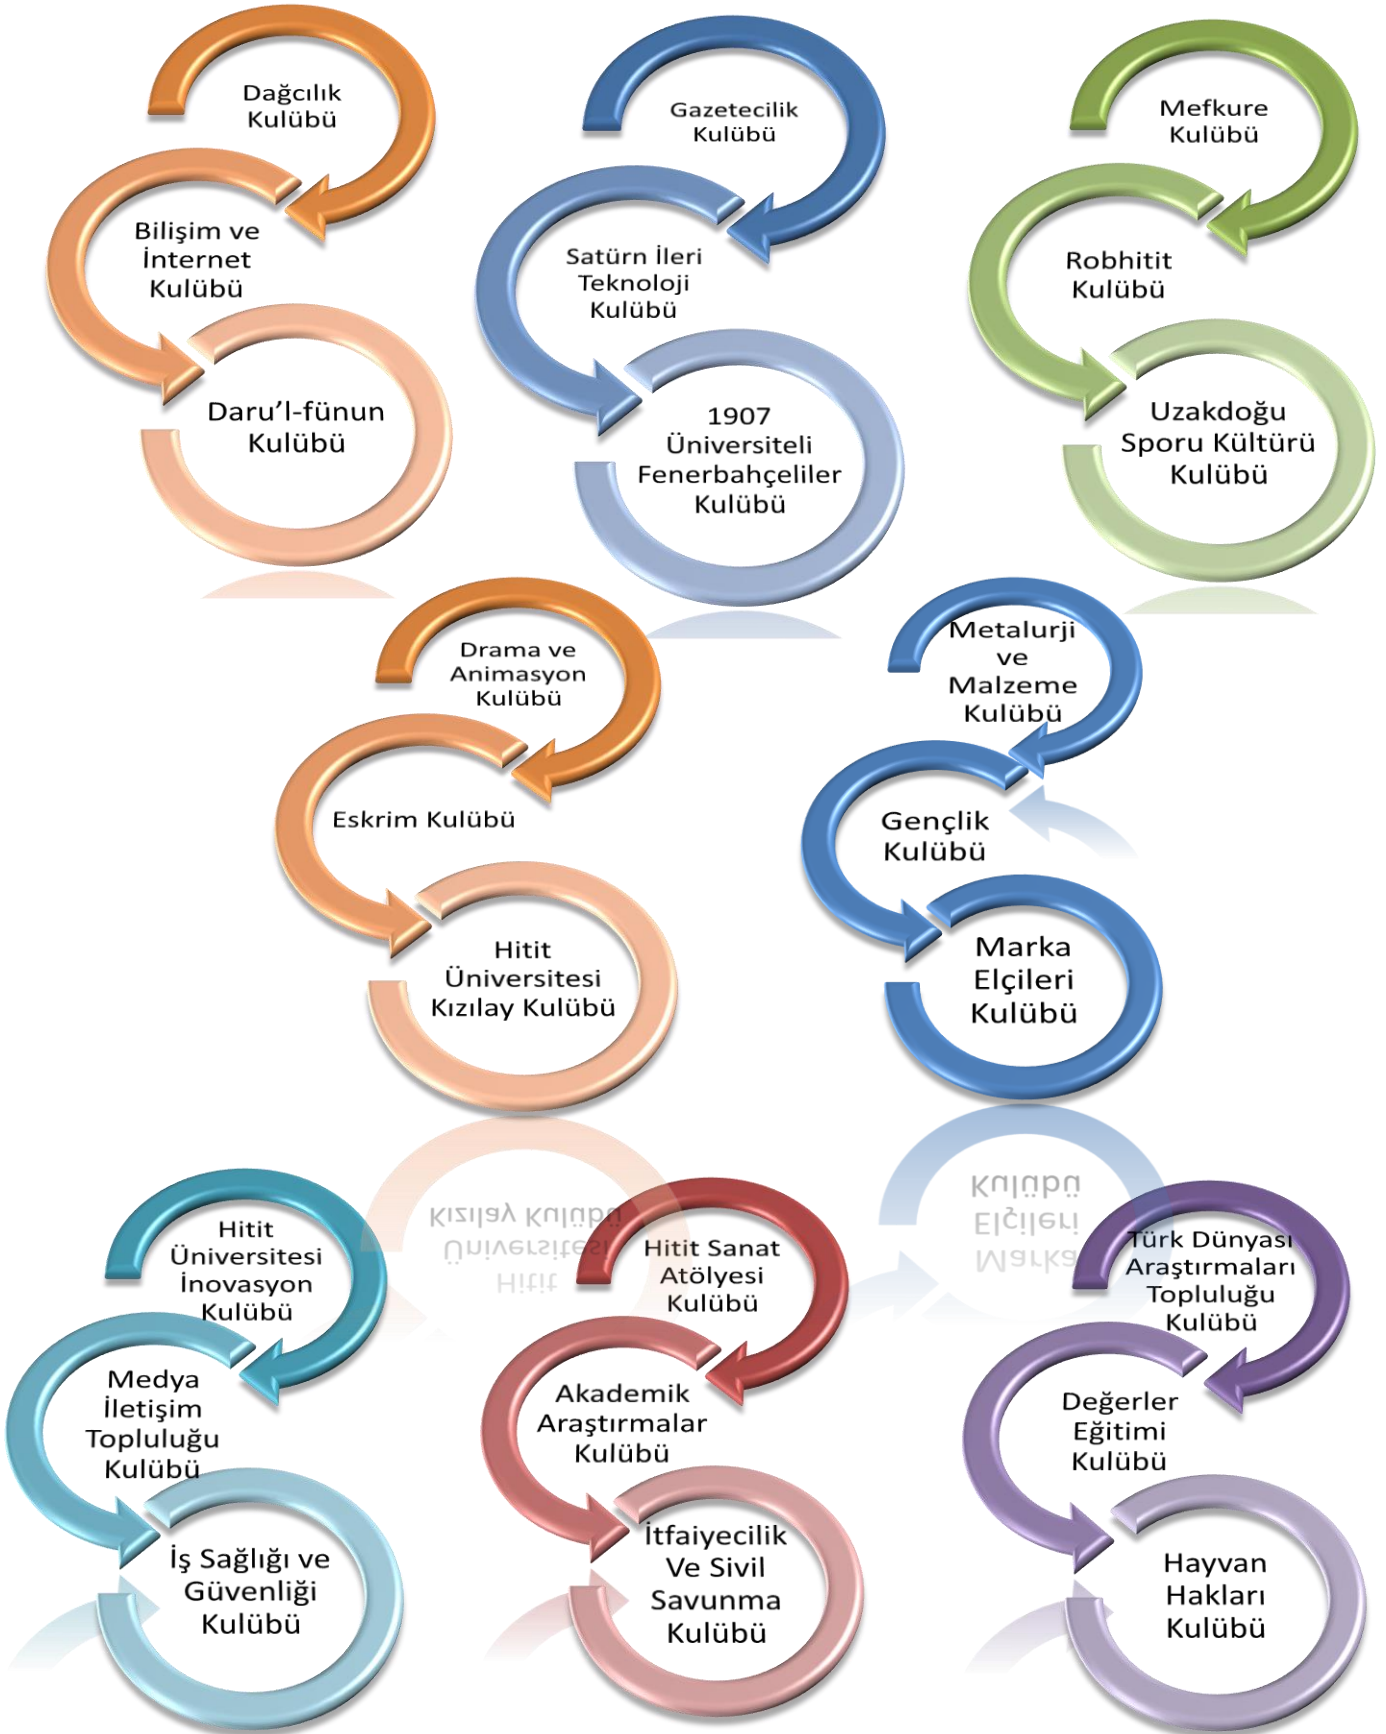 Dağcılık
Kulübü
Bilişim ve
İnternet
Kulübü
Daru'l-fünun
Kulübü
Gazetecilik
Kulübü
Satürn İleri
Teknoloji
Kulübü
1907
Üniversiteli
Fenerbahçeliler
Kulübü
Mefkure
Kulübü
Robhitit
Kulübü
Uzakdoğu
Sporu Kültürü
Kulübü
Drama ve
Animasyon
Kulübü
Eskrim Kulübü
Hitit
Üniversitesi
Kızılay Kulübü
Metalurji
ve
Malzeme
Kulübü
Gençlik
Kulübü
Marka
Elçileri
Kulübü
Hitit
Üniversitesi
İnovasyon
Kulübü
Medya
İletişim
Topluluğu
Kulübü
İş Sağlığı ve
Güvenliği
Kulübü
Hitit Sanat
Atölyesi
Kulübü
Akademik
Araştırmalar
Kulübü
İtfaiyecilik
Ve Sivil
Savunma
Kulübü
Türk Dünyası
Araştırmaları
Topluluğu
Kulübü
Değerler
Eğitimi
Kulübü
Hayvan
Hakları
Kulübü